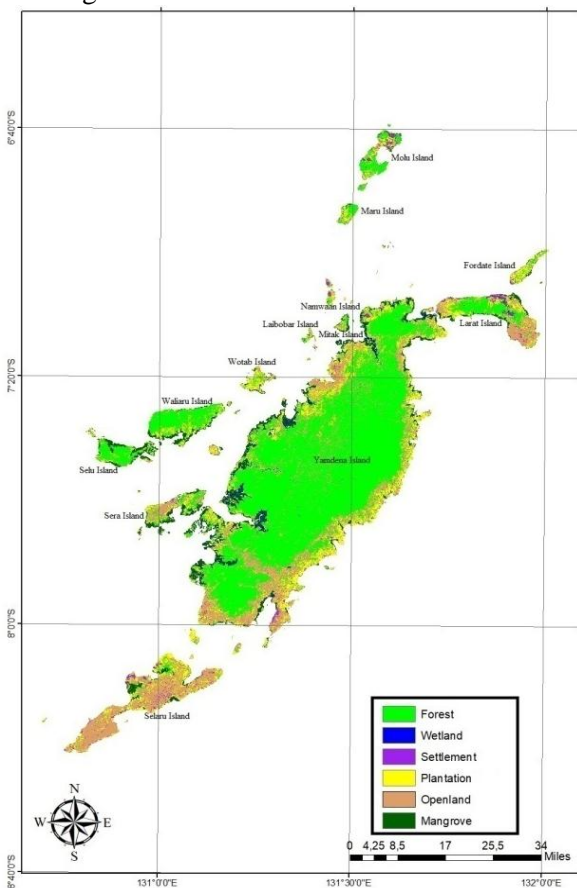 6°40'0"S
Molu Island
Maru Island
Fordate Island
Namwaan Island
Larat Island
Laibobar Island
Mitak Island
7°20'0"S
Wotab Island
Waliaru Island
Yamdena Island
Selu Island
Sera Island
8°0'0"S
Selaru Island
Forest
Wetland
Settlement
Plantation
Openland
Mangrove
N
W E
S
0 4,25 8,5 17 25,5 34
Miles
8°40'0"S
131°0'0"E 131°30'0"E 132°0'0"E